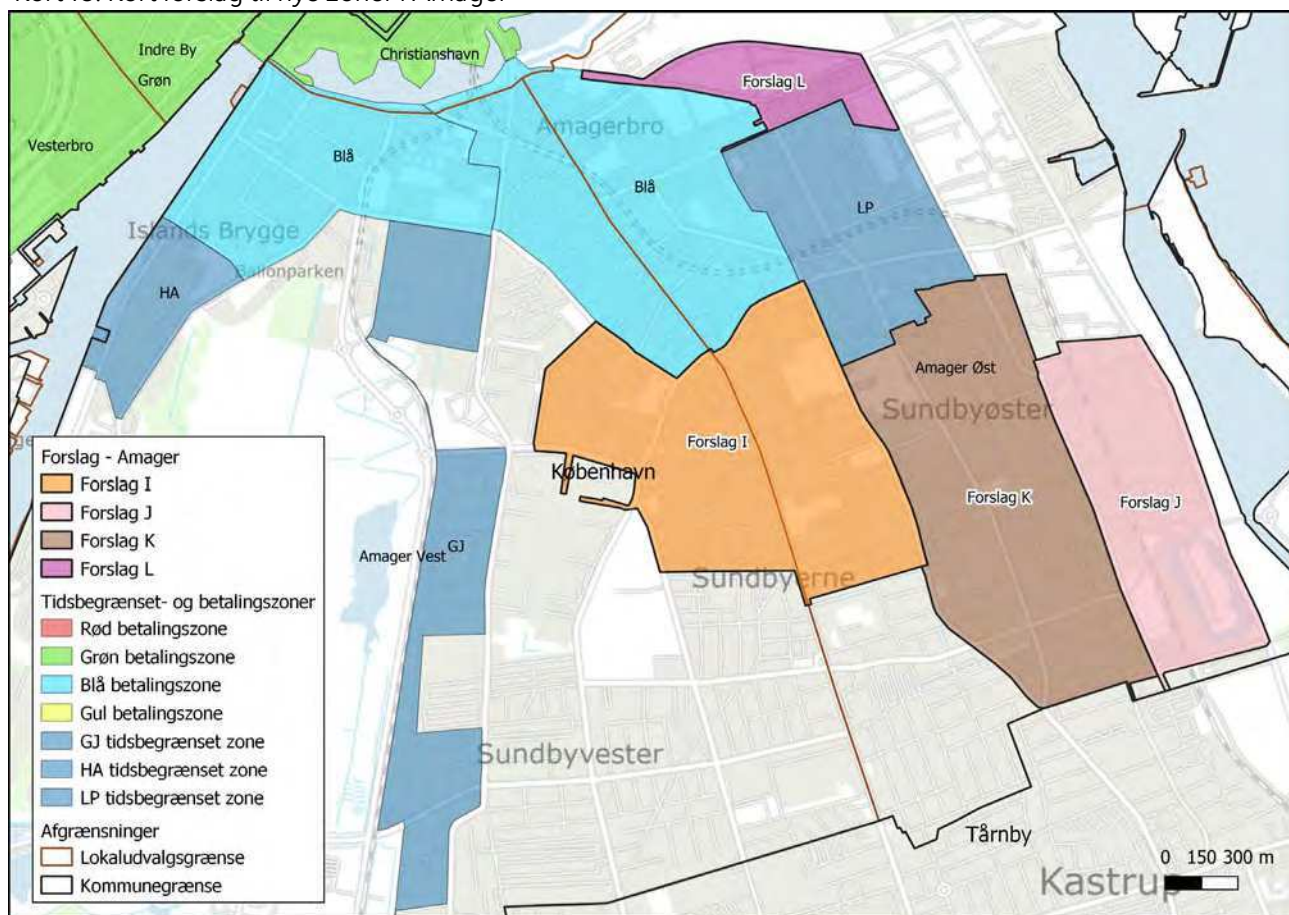 Indre By
Grøn
Christianshavn
Vesterbro
Forslag L
Amagerbro
Blå
Blå
LP
Islands Brygge
Ballonparken
HA
Amager Øst
Sundbyøster
Forslag I
København
Forslag K
Forslag J
Amager Vest
GJ
Sundbyerne
Sundbyvester
Tårnby
Kastrup
Forslag - Amager
Forslag I
Forslag J
Forslag K
Forslag L
Tidsbegrænset- og betalingszoner
Rød betalingszone
Grøn betalingszone
Blå betalingszone
Gul betalingszone
GJ tidsbegrænset zone
HA tidsbegrænset zone
LP tidsbegrænset zone
Afgrænsninger
Lokaludvalgsgrænse
Kommunegrænse
0 150 300 m